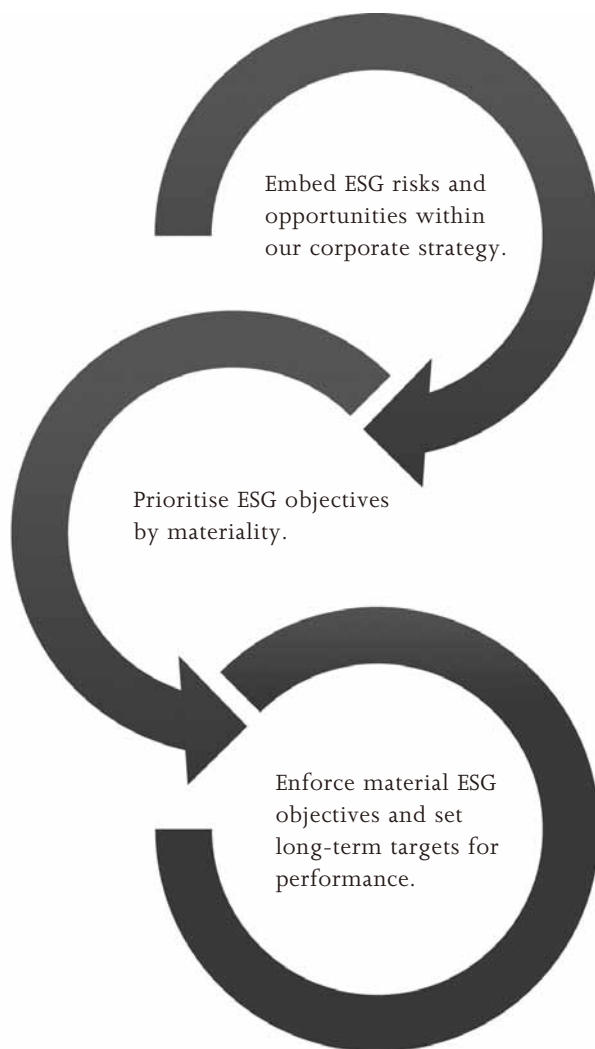 Embed ESG risks and
opportunities within
our corporate strategy.
Prioritise ESG objectives
by materiality.
Enforce material ESG
objectives and set
long-term targets for
performance.